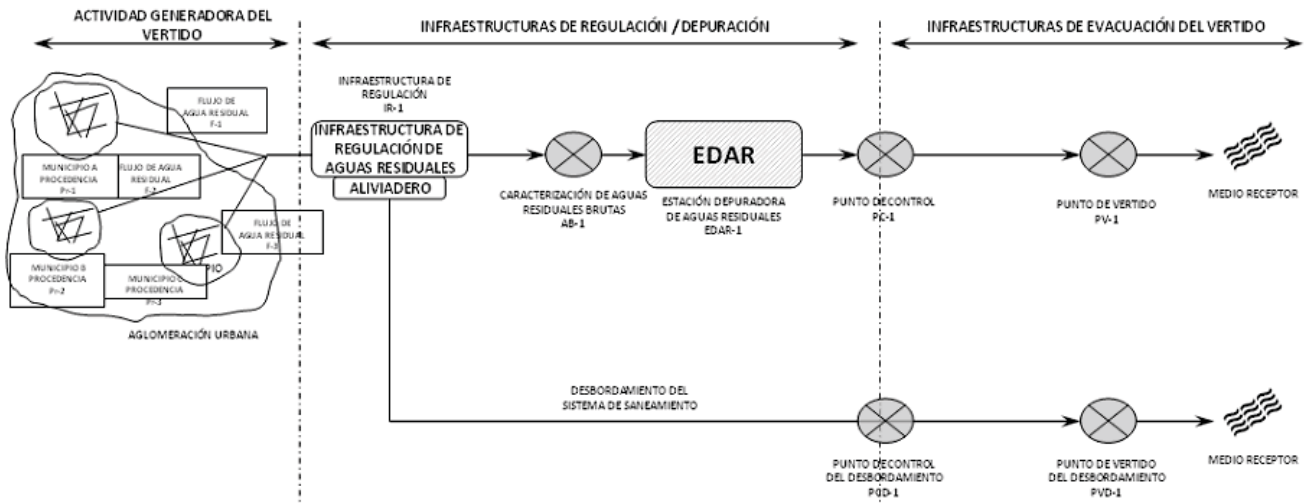 ACTIVIDAD GENERADORA DEL
VERTIDO
INFRAESTRUCTURAS DE REGULACIÓN / DEPURACIÓN
INFRAESTRUCTURAS DE EVACUACIÓN DEL VERTIDO
FLUJO DE
AGUA RESIDUAL
F-1
MUNICIPIO A
PROCEDENCIA
Pr-1
FLUJO DE AGUA
RESIDUAL
F-2
FLUJO DE
AGUA RESIDUAL
F-3
MUNICIPIO B
PROCEDENCIA
Pr-2
MUNICIPIO C
PROCEDENCIA
Pr-3
AGLOMERACIÓN URBANA
INFRAESTRUCTURA DE
REGULACIÓN
IR-1
INFRAESTRUCTURA DE
REGULACIÓN DE
AGUAS RESIDUALES
ALIVIADERO
CARACTERIZACIÓN DE AGUAS
RESIDUALES BRUTAS
AB-1
EDAR
ESTACIÓN DEPURADORA
DE AGUAS RESIDUALES
EDAR-1
PUNTO DE CONTROL
PC-1
PUNTO DE VERTIDO
PV-1
MEDIO RECEPTOR
DESBORDAMIENTO DEL
SISTEMA DE SANEAMIENTO
PUNTO DE CONTROL
DEL DESBORDAMIENTO
PCD-1
PUNTO DE VERTIDO
DEL DESBORDAMIENTO
PVD-1
MEDIO RECEPTOR